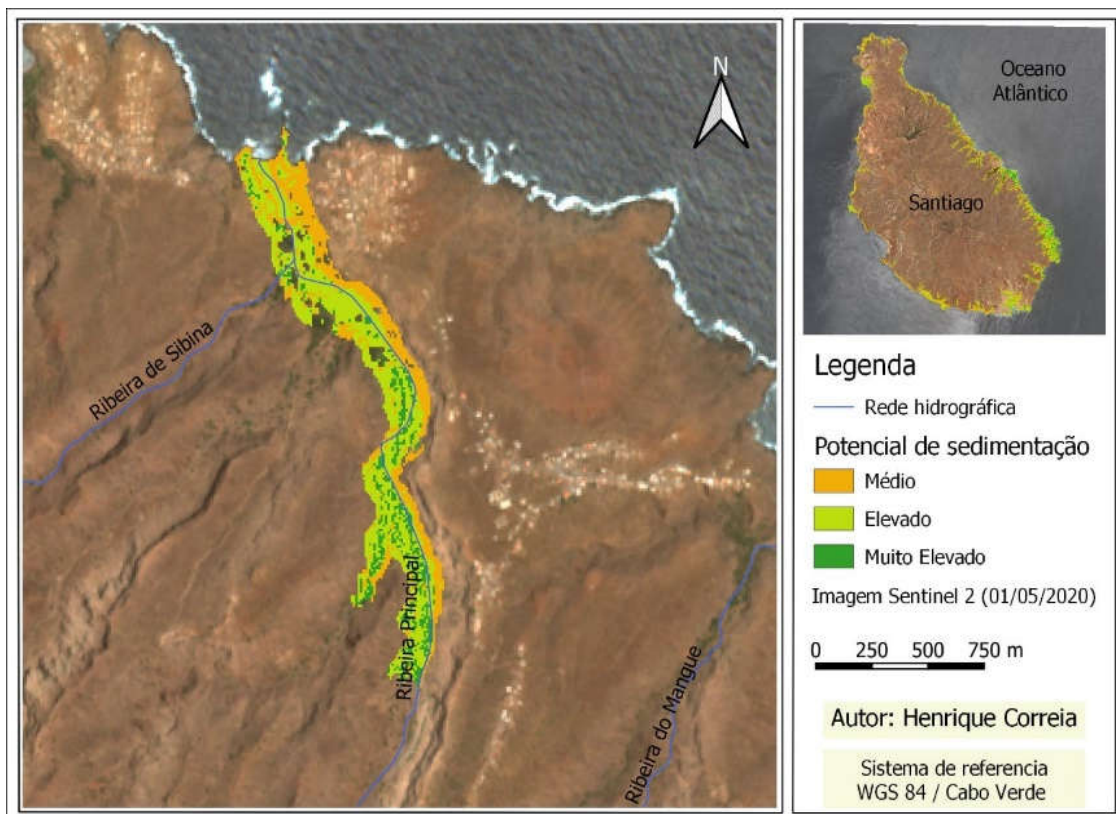 N
Ribeira de Sibina
Ribeira Principal
Ribeira do Mangue
Oceano
Atlântico
Santiago
Legenda
Rede hidrográfica
Potencial de sedimentação
Médio
Elevado
Muito Elevado
Imagem Sentinel 2 (01/05/2020)
0 250 500 750 m
Autor: Henrique Correia
Sistema de referencia
WGS 84 / Cabo Verde